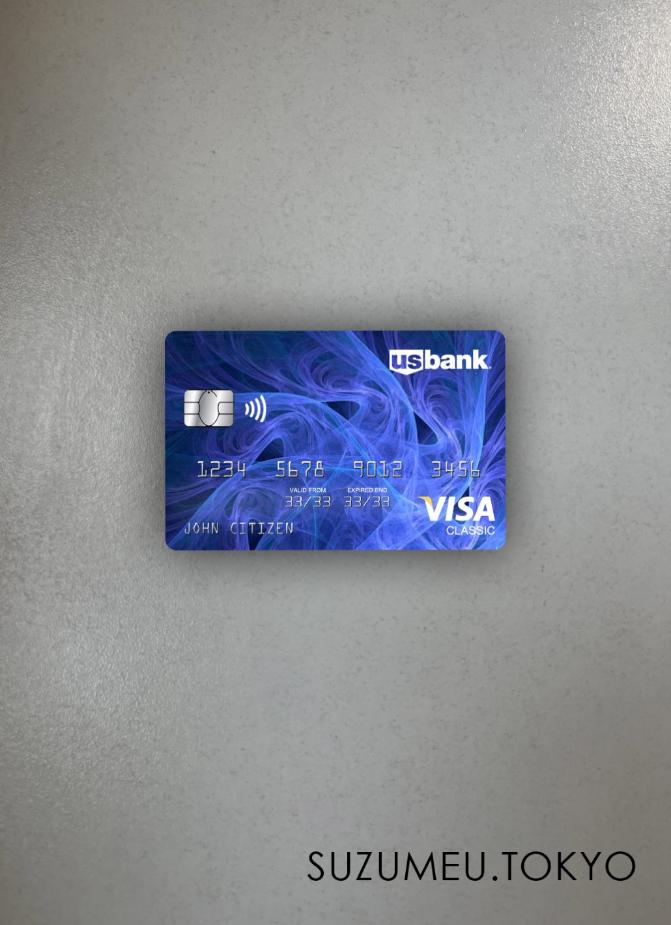 usbank
1234 5678 9012 3456
VALID FROM EXPIRED END
33/33 33/33
VISA
JOHN CITIZEN
CLASSIC
SUZUMEU.TOKYO